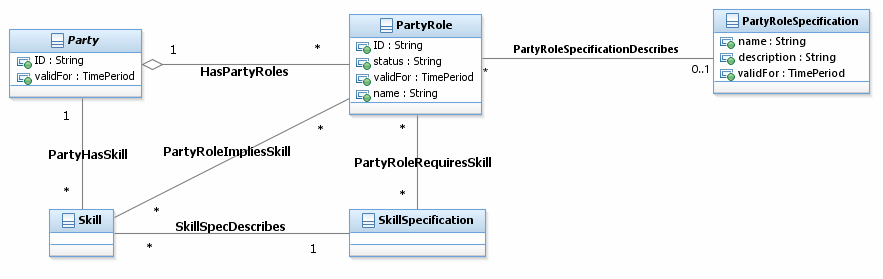 Party
ID : String
validFor : TimePeriod
1
*
HasPartyRoles
PartyRole
ID : String
status : String
validFor : TimePeriod
name : String
PartyRoleSpecificationDescribes
*
0..1
PartyRoleSpecification
name : String
description : String
validFor : TimePeriod
1
PartyHasSkill
*
PartyRoleImpliesSkill
*
*
*
PartyRoleRequiresSkill
*
Skill
SkillSpecDescribes
*
1
SkillSpecification